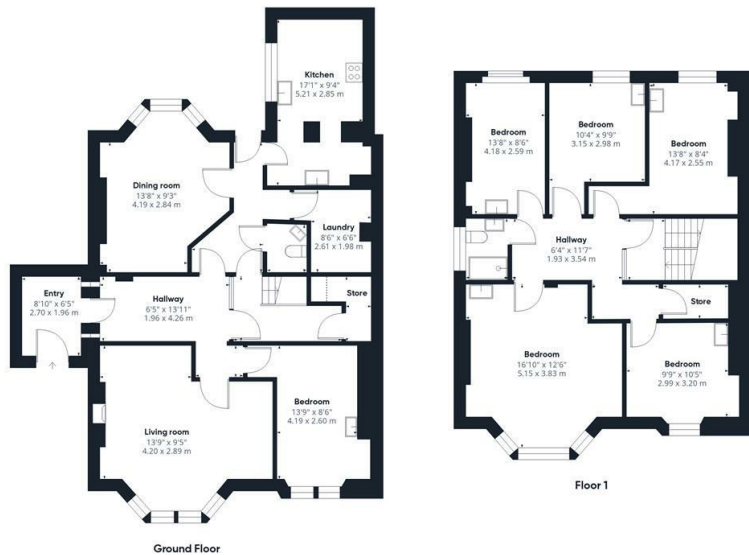 Kitchen
17'1" x 9'4"
5.21 x 2.85 m
Dining room
13'8" x 9'3"
4.19 x 2.84 m
Laundry
8'6" x 6'6"
2.61 x 1.98 m
Entry
8'10" x 6'5"
2.70 x 1.96 m
Hallway
6'5" x 13'11"
1.96 x 4.26 m
Store
Living room
13'9" x 9'5"
4.20 x 2.89 m
Bedroom
13'9" x 8'6"
4.19 x 2.60 m
Ground Floor
Bedroom
13'8" x 8'6"
4.18 x 2.59 m
Bedroom
10'4" x 9'9"
3.15 x 2.98 m
Bedroom
13'8" x 8'4"
4.17 x 2.55 m
Hallway
6'4" x 11'7"
1.93 x 3.54 m
Store
Bedroom
16'10" x 12'6"
5.15 x 3.83 m
Bedroom
9'9" x 10'5"
2.99 x 3.20 m
Floor 1